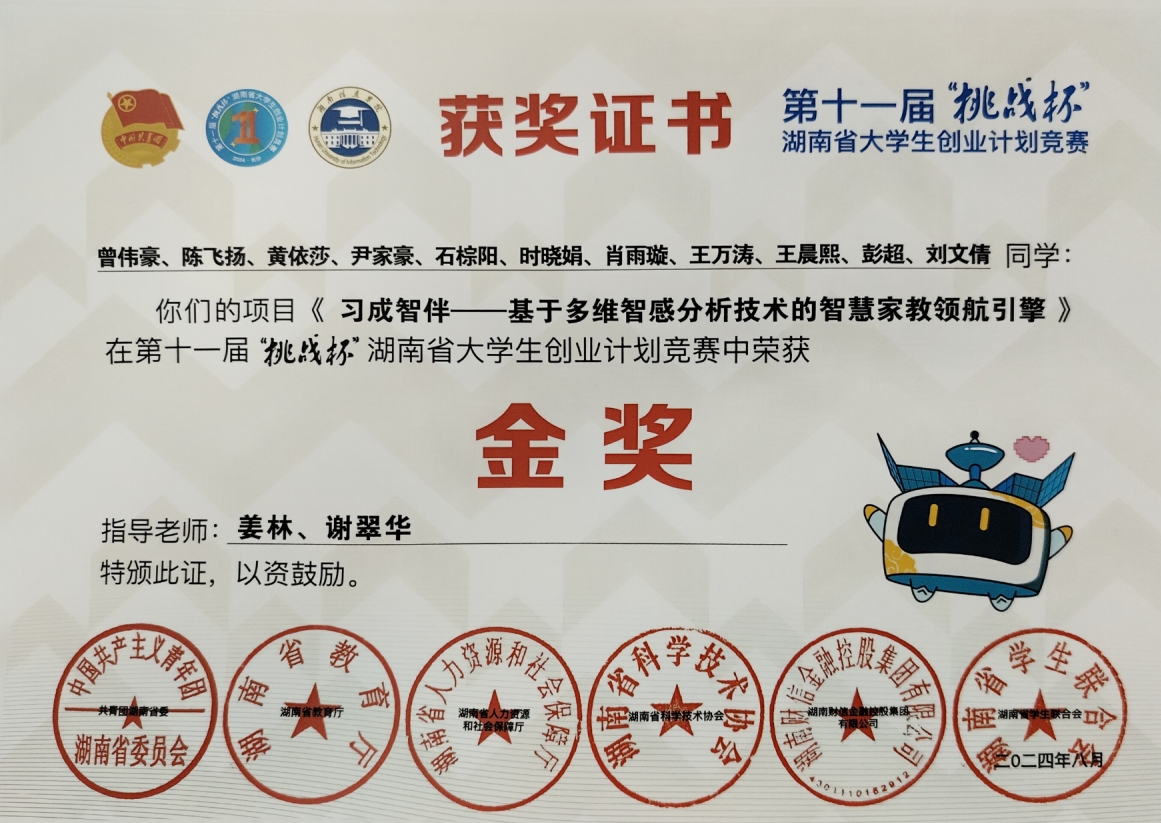 中国共青团
第十一届“挑战杯”湖南省大学生创业计划竞赛
11
2024·长沙
湖南信息学院
Hunan University of Information Technology
获奖证书
第十一届“挑战杯”
湖南省大学生创业计划竞赛
曾伟豪、陈飞扬、黄依莎、尹家豪、石棕阳、时晓娟、肖雨璇、王万涛、王晨熙、彭超、刘文倩 同学：
你们的项目《 习成智伴——基于多维智感分析技术的智慧家教领航引擎 》
在第十一届“挑战杯”湖南省大学生创业计划竞赛中荣获
金奖
指导老师：姜林、谢翠华
特颁此证，以资鼓励。
中国共产主义青年团
共青团湖南省委
湖南省委员会
湖南省教育厅
湖南省教育厅
湖南省人力资源和社会保障厅
湖南省人力资源
和社会保障厅
湖南省科学技术协会
湖南省科学技术协会
湖南财信金融控股集团有限公司
湖南财信金融控股集团
有限公司
4301110162912
湖南省学生联合会
湖南省学生联合会
二〇二四年八月